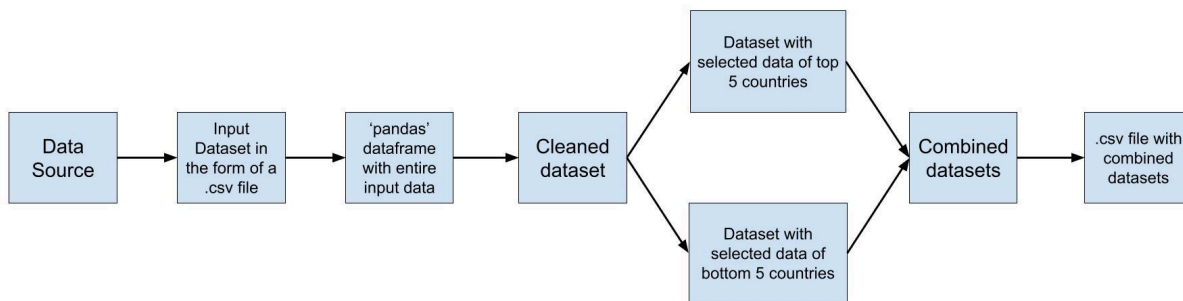 Data
Source
Input
Dataset in
the form of a
.csv file
‘pandas’
dataframe
with entire
input data
Cleaned
dataset
Dataset with
selected data of top
5 countries
Dataset with
selected data of
bottom 5 countries
Combined
datasets
.csv file with
combined
datasets